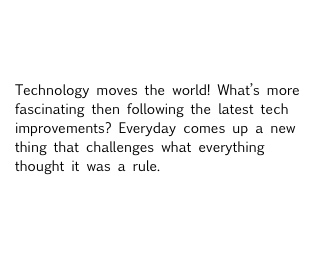 Technology moves the world! What's more
fascinating then following the latest tech
improvements? Everyday comes up a new
thing that challenges what everything
thought it was a rule.